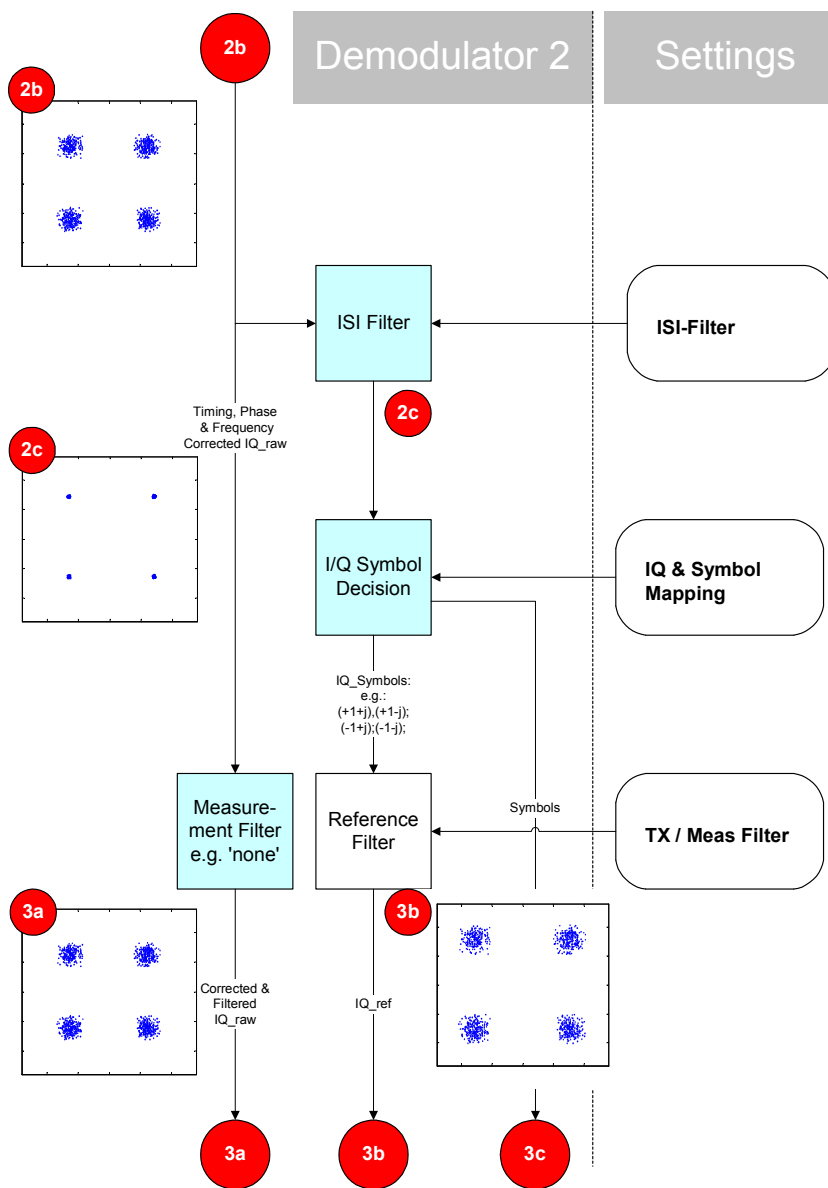 2b
Demodulator 2
Settings
2b
ISI Filter
ISI-Filter
2c
Timing, Phase
& Frequency
Corrected IQ_raw
2c
I/Q Symbol
Decision
IQ & Symbol
Mapping
IQ_Symbols:
e.g.:
(+1+j),(+1-j);
(-1+j);(-1-j);
Measure-
ment Filter
e.g. 'none'
Reference
Filter
Symbols
TX / Meas Filter
3a
3b
Corrected &
Filtered
IQ_raw
IQ_ref
3a
3b
3c